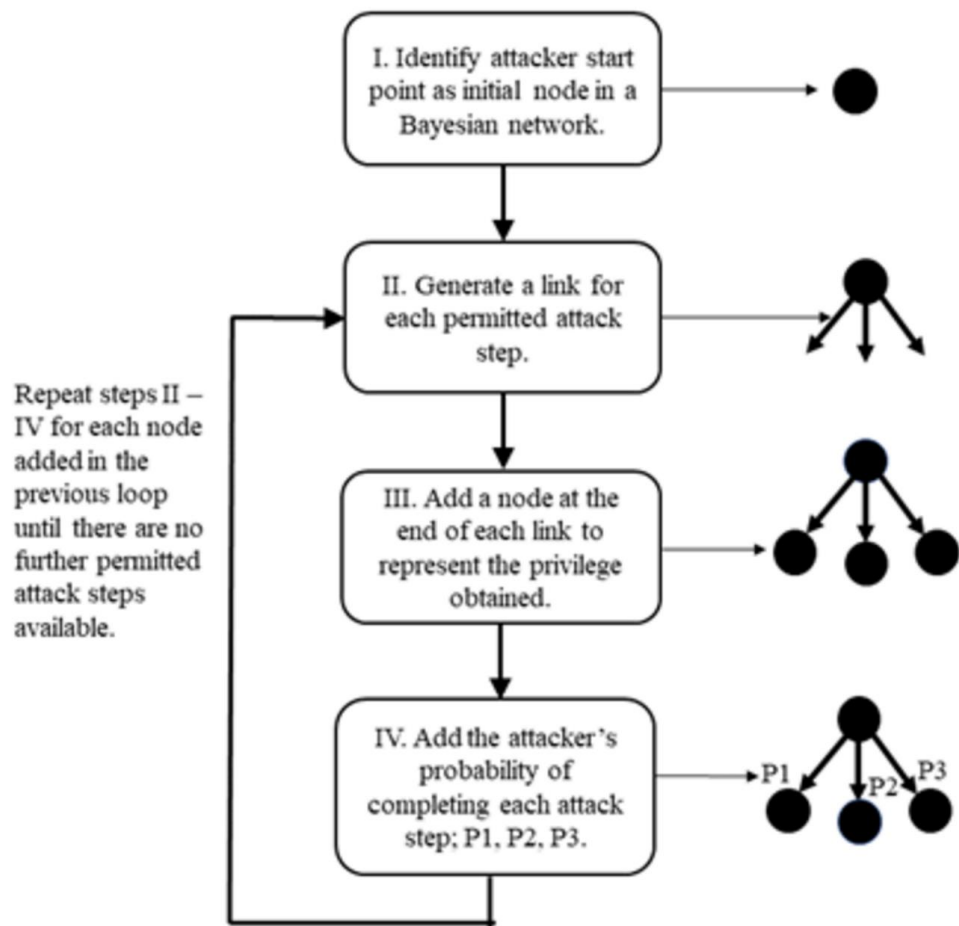 I. Identify attacker start
point as initial node in a
Bayesian network.
II. Generate a link for
each permitted attack
step.
Repeat steps II –
IV for each node
added in the
previous loop
until there are no
further permitted
attack steps
available.
III. Add a node at the
end of each link to
represent the privilege
obtained.
IV. Add the attacker’s
probability of
completing each attack
step; P1, P2, P3.
P1
P2
P3